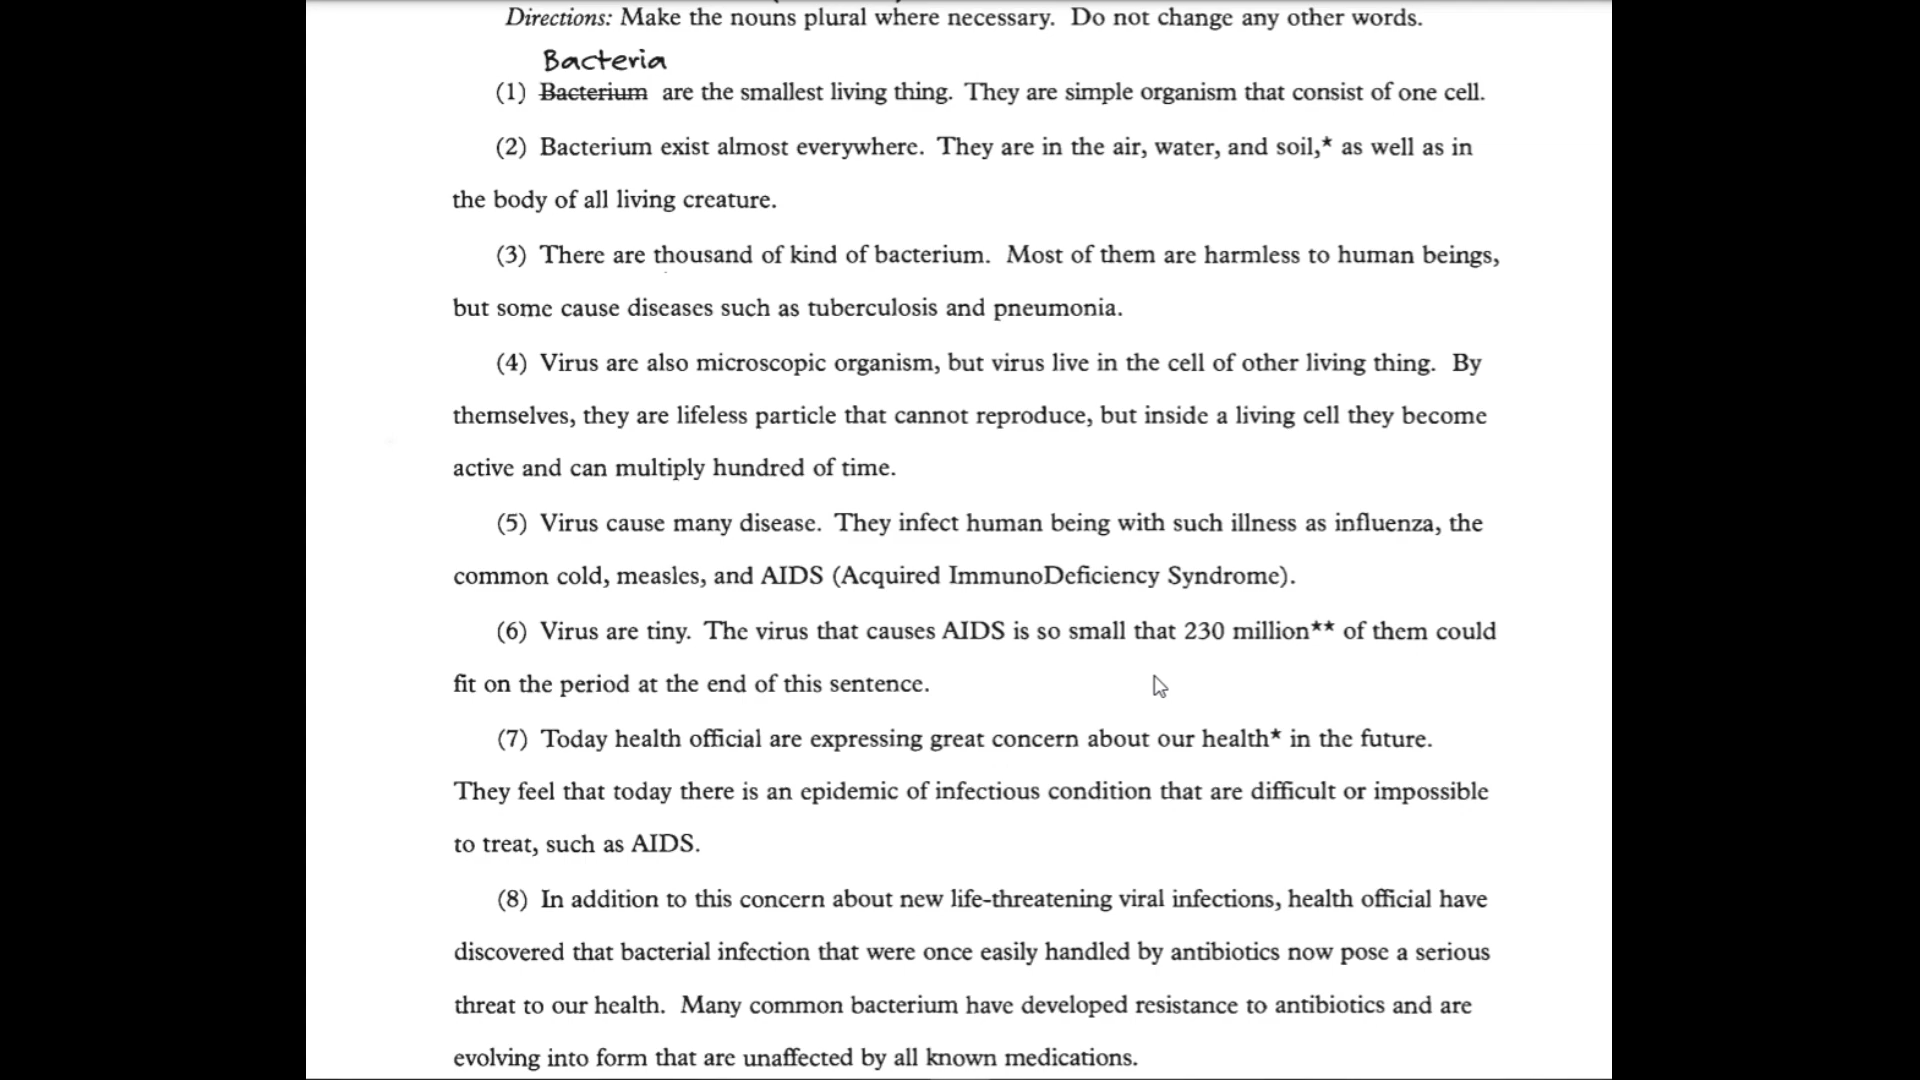 Directions: Make the nouns plural where necessary. Do not change any other words.
Bacteria
(1) Bacterium are the smallest living thing. They are simple organism that consist of one cell.
(2) Bacterium exist almost everywhere. They are in the air, water, and soil,* as well as in
the body of all living creature.
(3) There are thousand of kind of bacterium. Most of them are harmless to human beings,
but some cause diseases such as tuberculosis and pneumonia.
(4) Virus are also microscopic organism, but virus live in the cell of other living thing. By
themselves, they are lifeless particle that cannot reproduce, but inside a living cell they become
active and can multiply hundred of time.
(5) Virus cause many disease. They infect human being with such illness as influenza, the
common cold, measles, and AIDS (Acquired ImmunoDeficiency Syndrome).
(6) Virus are tiny. The virus that causes AIDS is so small that 230 million** of them could
fit on the period at the end of this sentence.
(7) Today health official are expressing great concern about our health* in the future.
They feel that today there is an epidemic of infectious condition that are difficult or impossible
to treat, such as AIDS.
(8) In addition to this concern about new life-threatening viral infections, health official have
discovered that bacterial infection that were once easily handled by antibiotics now pose a serious
threat to our health. Many common bacterium have developed resistance to antibiotics and are
evolving into form that are unaffected by all known medications.